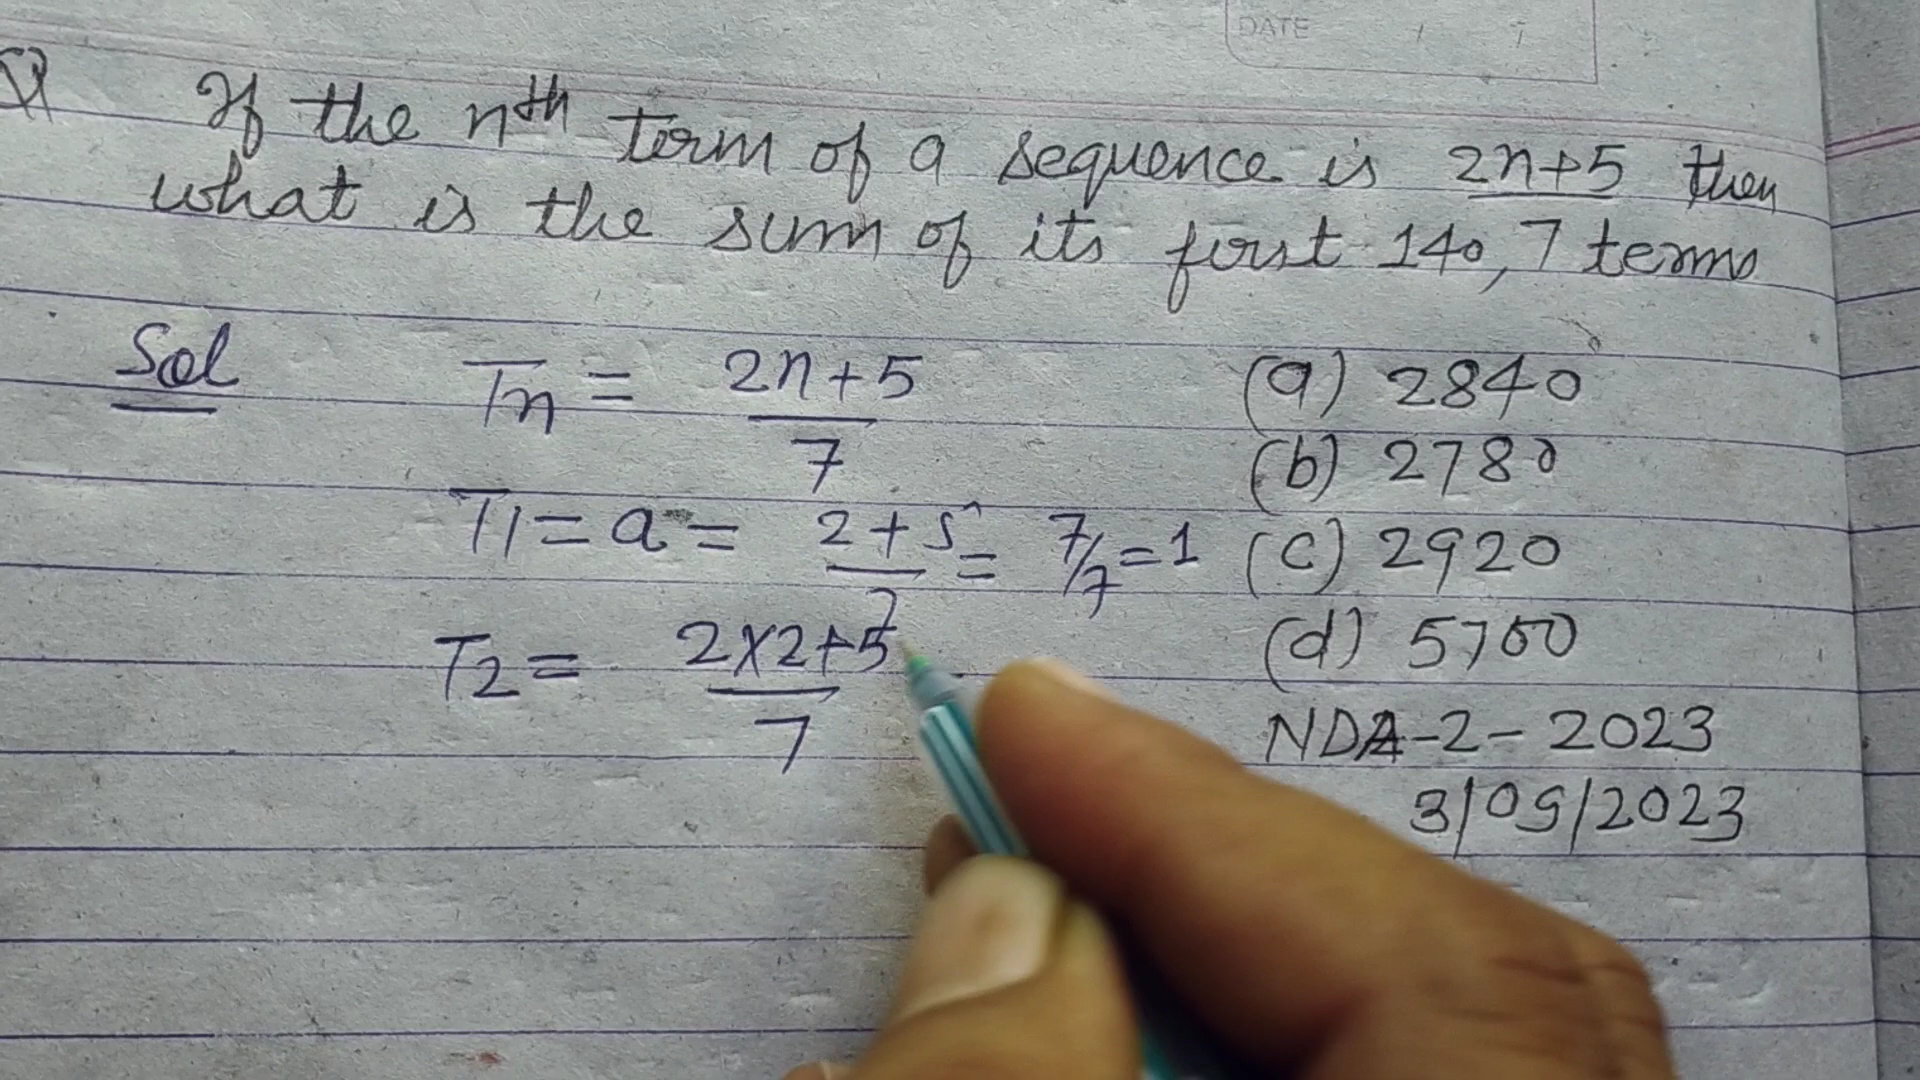 DATE / /
Q If the nth term of a sequence is 2n+5 then
what is the sum of its first 140, 7 terms
Sol Tn = 2n+5 (a) 2840
7 (b) 2780
T1 = a = 2+5 = 7/7 = 1 (c) 2920
7
T2 = 2×2+5 (d) 5700
7 NDA-2-2023
3/09/2023